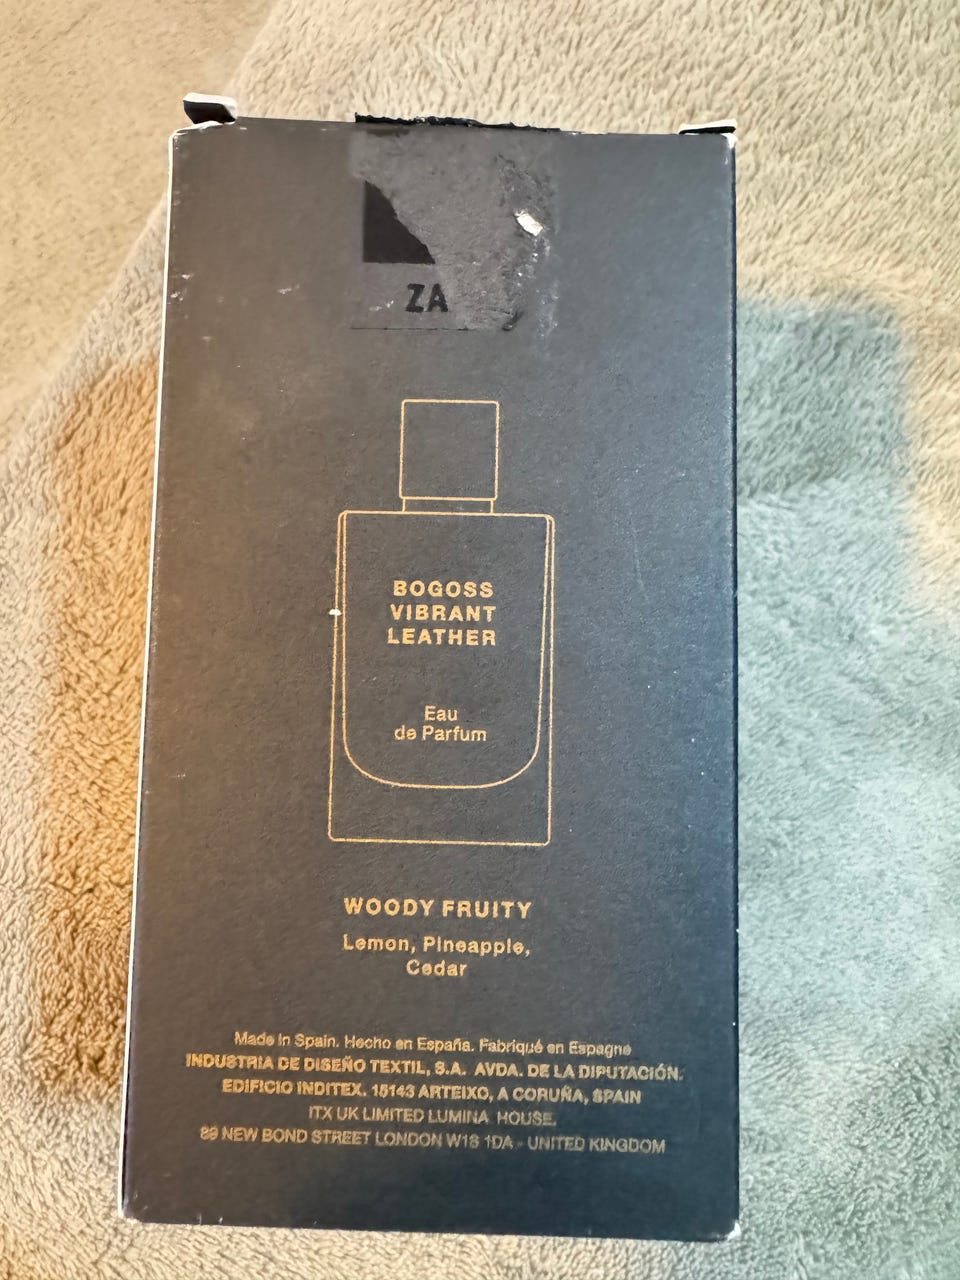 ZA
BOGOSS
VIBRANT
LEATHER
Eau
de Parfum
WOODY FRUITY
Lemon, Pineapple,
Cedar
Made in Spain. Hecho en España. Fabriqué en Espagne
INDUSTRIA DE DISEÑO TEXTIL, S.A. AVDA. DE LA DIPUTACIÓN.
EDIFICIO INDITEX. 15143 ARTEIXO, A CORUÑA, SPAIN
ITX UK LIMITED LUMINA HOUSE.
89 NEW BOND STREET LONDON W1S 1DA - UNITED KINGDOM